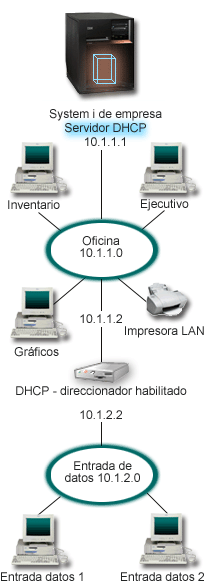 System i de empresa
Servidor DHCP
10.1.1.1
Inventario
Ejecutivo
Oficina
10.1.1.0
Gráficos
10.1.1.2
Impresora LAN
DHCP - direccionador habilitado
10.1.2.2
Entrada de
datos 10.1.2.0
Entrada datos 1
Entrada datos 2